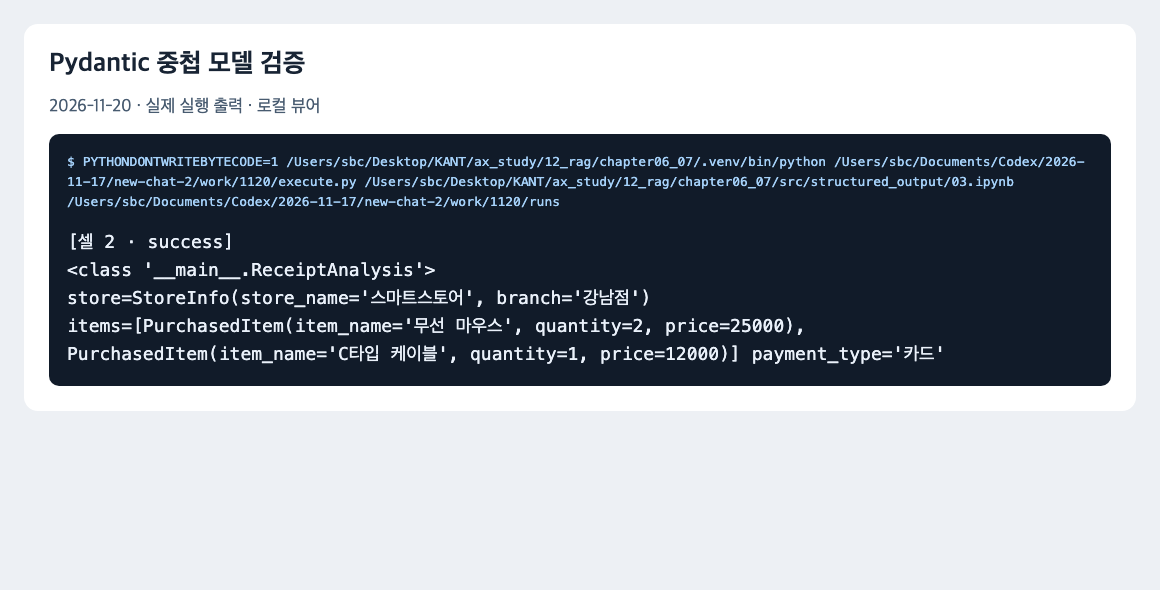 Pydantic 중첩 모델 검증
2026-11-20 · 실제 실행 출력 · 로컬 뷰어
$ PYTHONDONTWRITEBYTECODE=1 /Users/sbc/Desktop/KANT/ax_study/12_rag/chapter06_07/.venv/bin/python /Users/sbc/Documents/Codex/2026-
11-17/new-chat-2/work/1120/execute.py /Users/sbc/Desktop/KANT/ax_study/12_rag/chapter06_07/src/structured_output/03.ipynb
/Users/sbc/Documents/Codex/2026-11-17/new-chat-2/work/1120/runs
[셀 2 · success]
<class '__main__.ReceiptAnalysis'>
store=StoreInfo(store_name='스마트스토어', branch='강남점')
items=[PurchasedItem(item_name='무선 마우스', quantity=2, price=25000),
PurchasedItem(item_name='C타입 케이블', quantity=1, price=12000)] payment_type='카드'